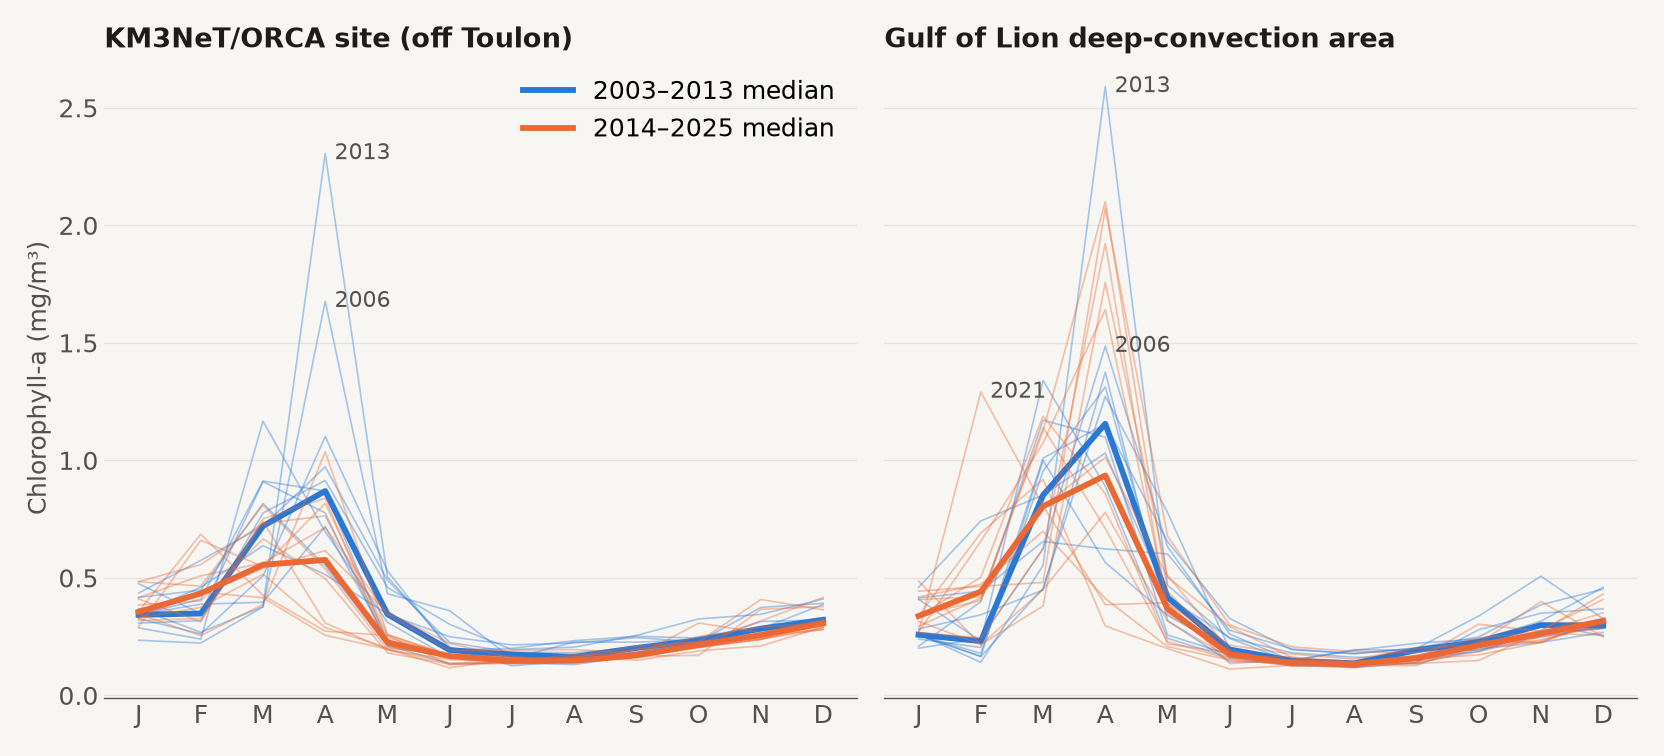 KM3NeT/ORCA site (off Toulon)
Gulf of Lion deep-convection area
2003–2013 median
2014–2025 median
Chlorophyll-a (mg/m³)
2.5
2.0
1.5
1.0
0.5
0.0
2013
2006
J F M A M J J A S O N D
2013
2006
2021
J F M A M J J A S O N D